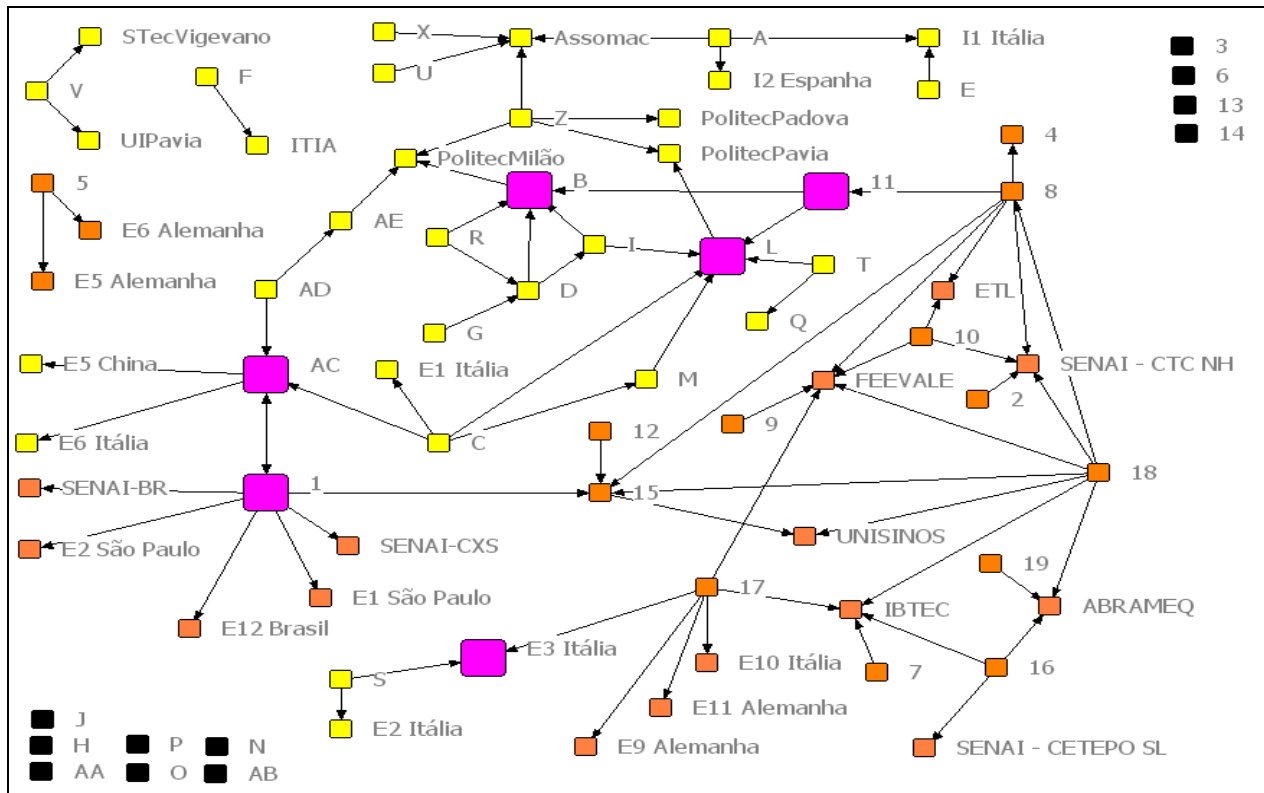 STecVigevano
X
Assomac
A
I1 Itália
3
F
U
I2 Espanha
E
6
V
13
UIPavia
ITIA
Z
PolitecPadova
14
PolitecMilão
PolitecPavia
4
5
B
11
8
AE
E6 Alemanha
R
I
L
T
E5 Alemanha
AD
D
ETL
G
Q
10
E5 China
AC
E1 Itália
M
FEEVALE
SENAI - CTC NH
2
9
12
E6 Itália
C
18
SENAI-BR
1
15
E2 São Paulo
SENAI-CXS
UNISINOS
19
E1 São Paulo
17
IBTEC
ABRAMEQ
E12 Brasil
E3 Itália
E10 Itália
7
16
S
E11 Alemanha
E2 Itália
E9 Alemanha
SENAI - CETEPO SL
J
H
P
N
AA
O
AB